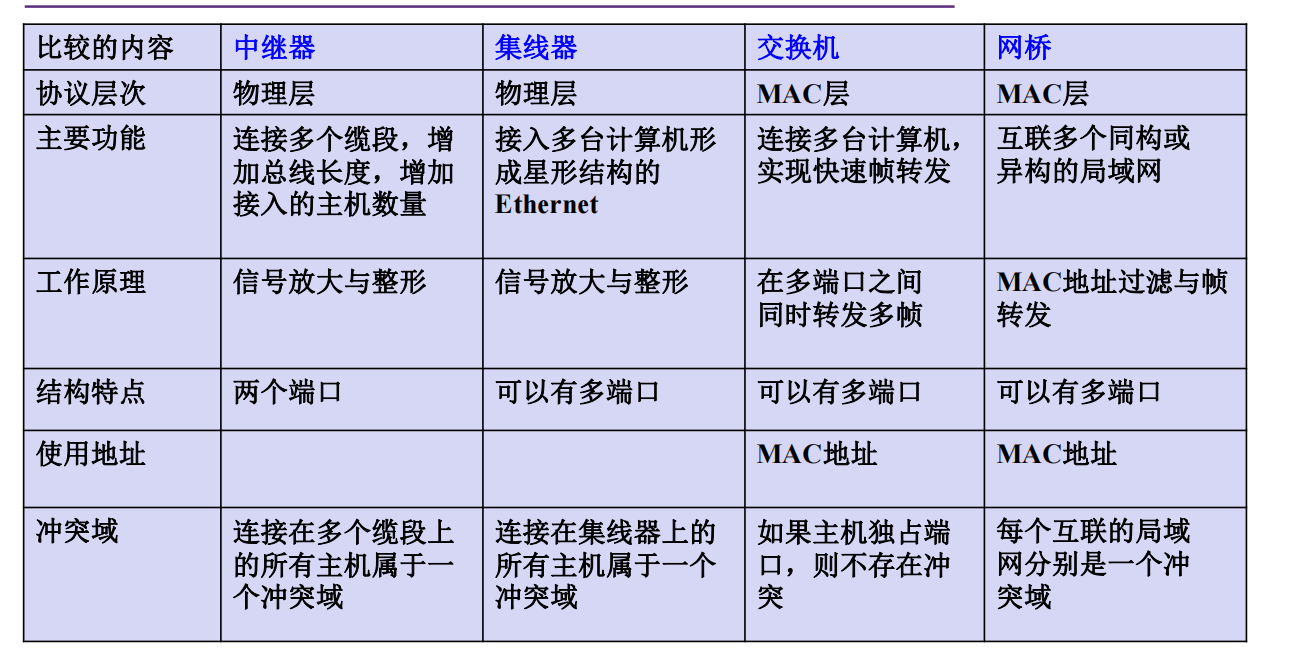 比较的内容 中继器 集线器 交换机 网桥
协议层次 物理层 物理层 MAC层 MAC层
主要功能 连接多个缆段，增 接入多台计算机形 连接多台计算机， 互联多个同构或
加总线长度，增加 成星形结构的 实现快速帧转发 异构的局域网
接入的主机数量 Ethernet
工作原理 信号放大与整形 信号放大与整形 在多端口之间 MAC地址过滤与帧
同时转发多帧 转发
结构特点 两个端口 可以有多端口 可以有多端口 可以有多端口
使用地址 MAC地址 MAC地址
冲突域 连接在多个缆段上 连接在集线器上的 如果主机独占端 每个互联的局域
的所有主机属于一 所有主机属于一个 口，则不存在冲 网分别是一个冲
个冲突域 冲突域 突 突域